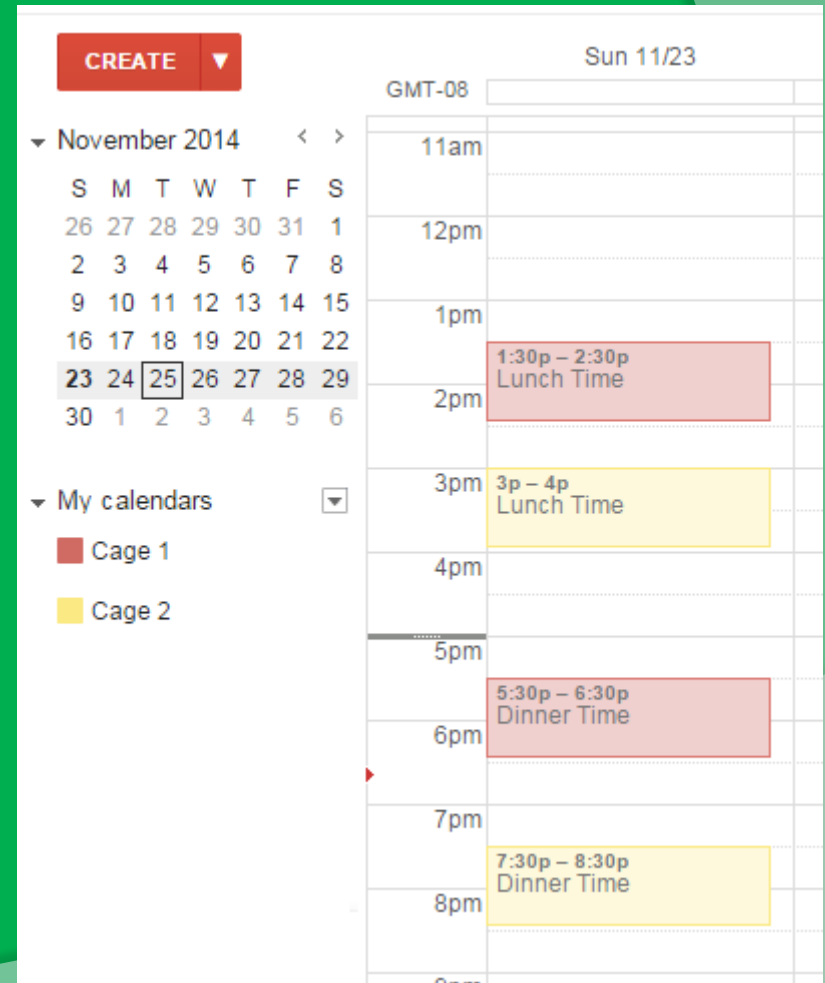 CREATE
November 2014
S M T W T F S
26 27 28 29 30 31 1
2 3 4 5 6 7 8
9 10 11 12 13 14 15
16 17 18 19 20 21 22
23 24 25 26 27 28 29
30 1 2 3 4 5 6
My calendars
Cage 1
Cage 2
Sun 11/23
GMT-08
11am
12pm
1pm
1:30p – 2:30p
Lunch Time
2pm
3pm
3p – 4p
Lunch Time
4pm
5pm
5:30p – 6:30p
Dinner Time
6pm
7pm
7:30p – 8:30p
Dinner Time
8pm